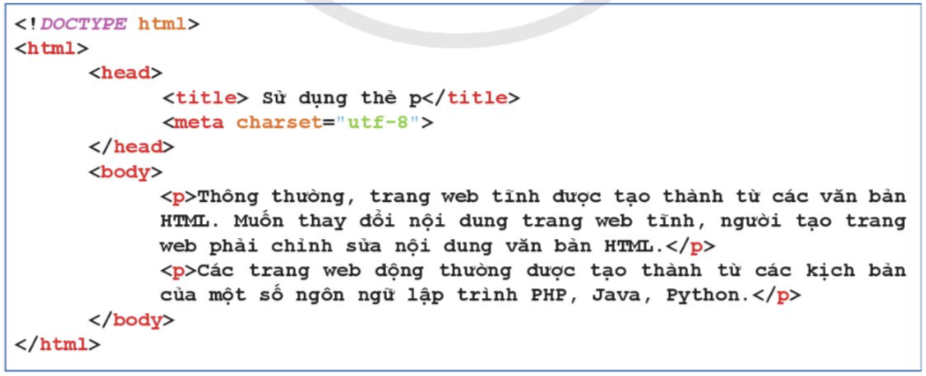 <!DOCTYPE html>
<html>
<head>
<title> Sử dụng thẻ p</title>
<meta charset="utf-8">
</head>
<body>
<p>Thông thường, trang web tĩnh được tạo thành từ các văn bản
HTML. Muốn thay đổi nội dung trang web tĩnh, người tạo trang
web phải chỉnh sửa nội dung văn bản HTML.</p>
<p>Các trang web động thường được tạo thành từ các kịch bản
của một số ngôn ngữ lập trình PHP, Java, Python.</p>
</body>
</html>